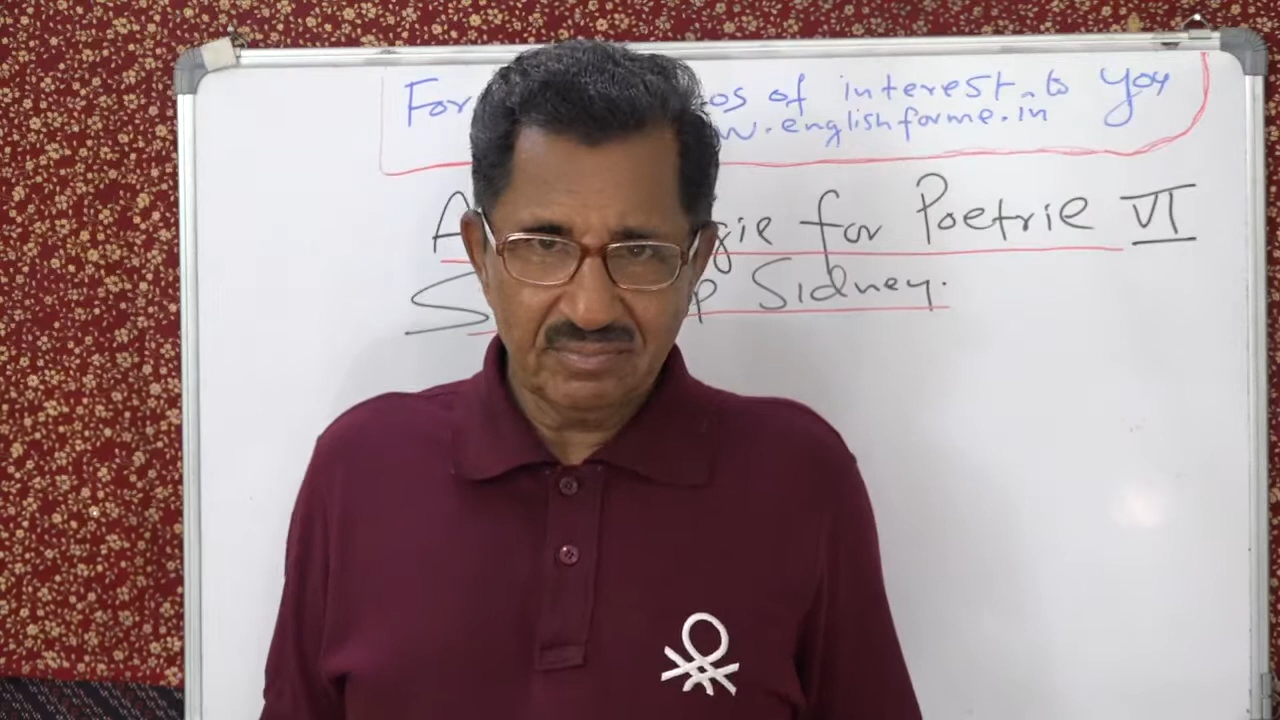 For os of interest to you
w.englishforme.in
A gie for Poetrie VI
S p Sidney.